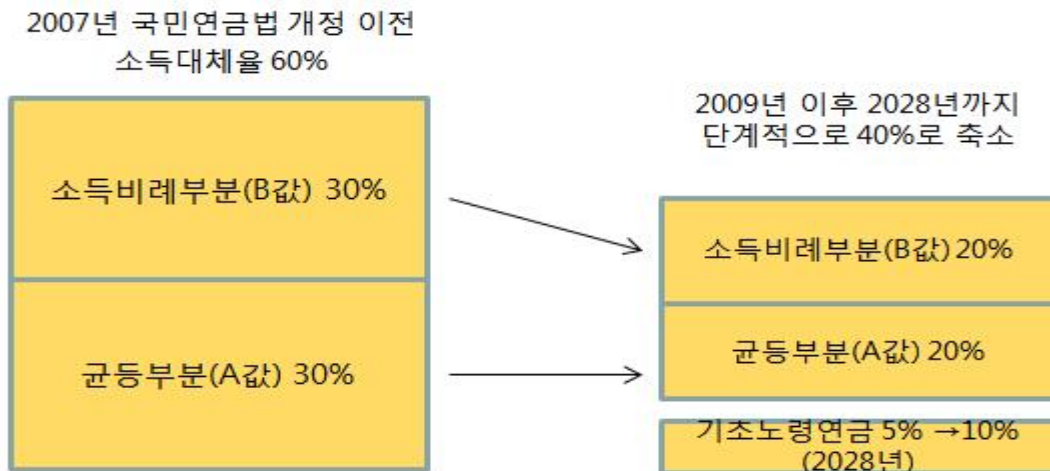 2007년 국민연금법 개정 이전
소득대체율 60%
소득비례부분(B값) 30%
균등부분(A값) 30%
2009년 이후 2028년까지
단계적으로 40%로 축소
소득비례부분(B값) 20%
균등부분(A값) 20%
기초노령연금 5% →10%
(2028년)